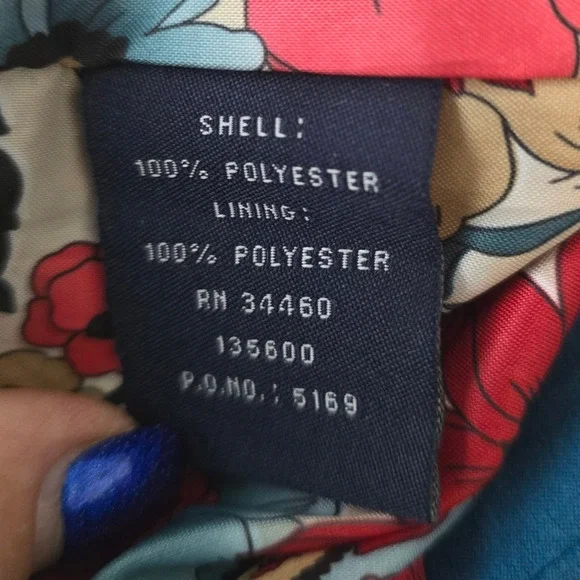 SHELL:
100% POLYESTER
LINING:
100% POLYESTER
RN 34460
135600
P.O.NO.: 5169